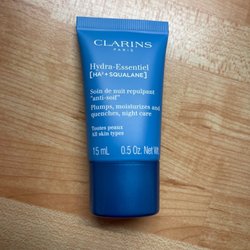 CLARINS
PARIS
Hydra-Essentiel
[HA² + SQUALANE]
Soin de nuit repulpant
"anti-soif"
Plumps, moisturizes and
quenches, night care
Toutes peaux
All skin types
15 mL 0.5 Oz. Net Wt